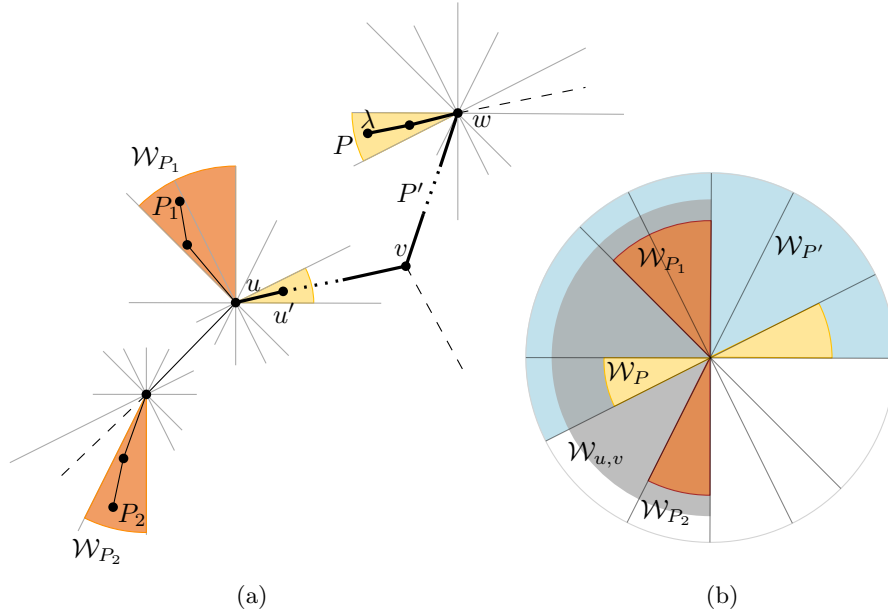 w
λ
P
𝒲_{P_1}
P'
P_1
𝒲_{P_1}
𝒲_{P'}
v
u
u'
𝒲_P
𝒲_{u,v}
P_2
𝒲_{P_2}
𝒲_{P_2}
(a)
(b)